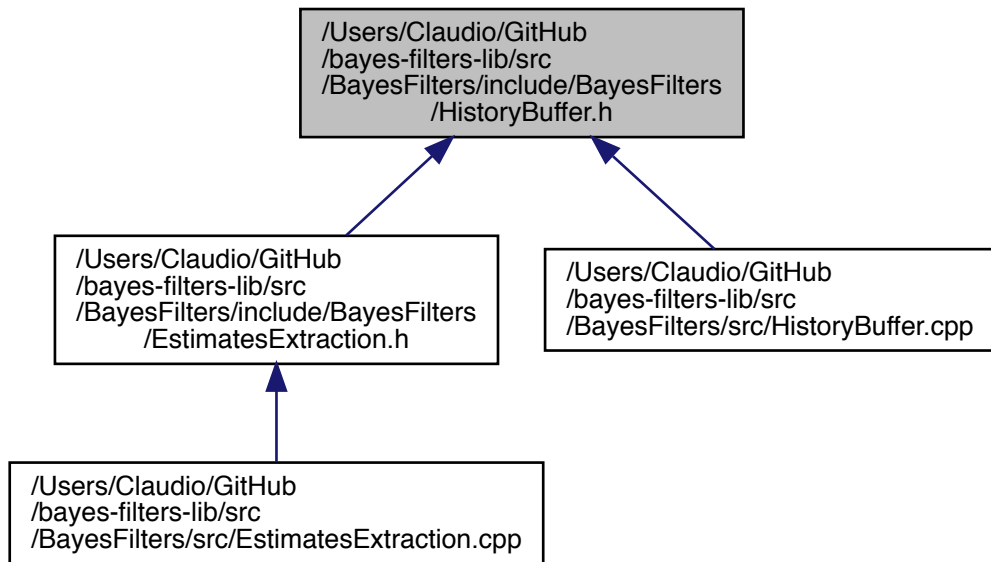 /Users/Claudio/GitHub
/bayes-filters-lib/src
/BayesFilters/include/BayesFilters
/HistoryBuffer.h
/Users/Claudio/GitHub
/bayes-filters-lib/src
/BayesFilters/include/BayesFilters
/EstimatesExtraction.h
/Users/Claudio/GitHub
/bayes-filters-lib/src
/BayesFilters/src/HistoryBuffer.cpp
/Users/Claudio/GitHub
/bayes-filters-lib/src
/BayesFilters/src/EstimatesExtraction.cpp